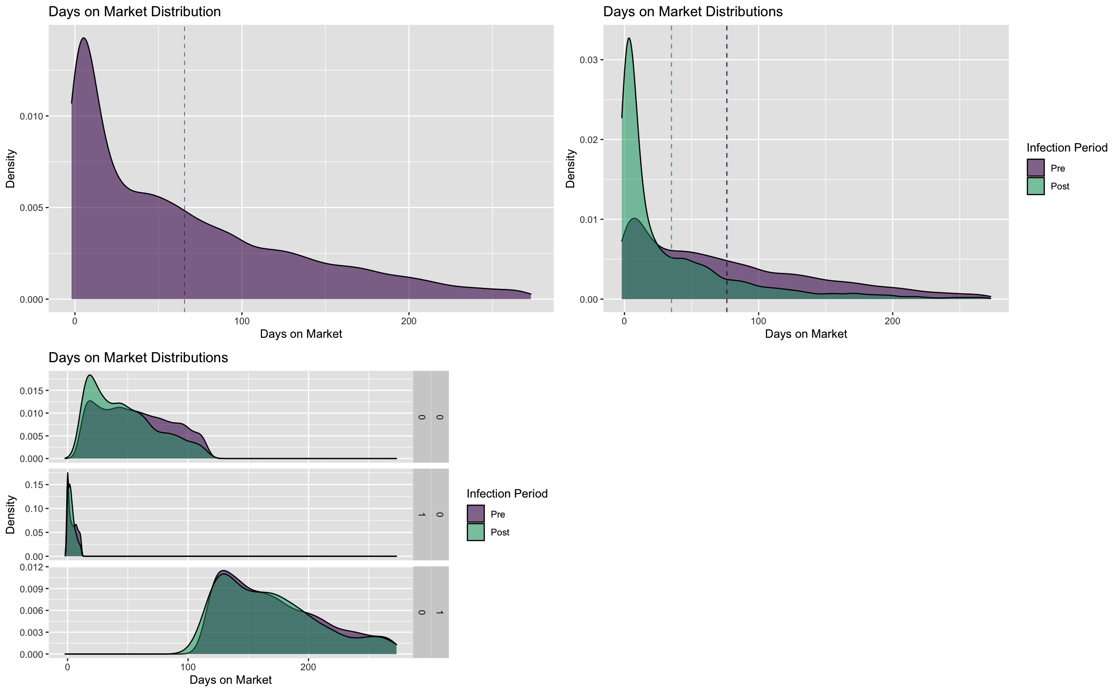 Days on Market Distribution
Density
0.010
0.005
0.000
0
100
200
Days on Market
Days on Market Distributions
Density
0.03
0.02
0.01
0.00
0
100
200
Days on Market
Infection Period
Pre
Post
Days on Market Distributions
Density
0.015
0.010
0.005
0.000
0
0
0.15
0.10
0.05
0.00
1
0
0.012
0.009
0.006
0.003
0.000
0
1
0
100
200
Days on Market
Infection Period
Pre
Post